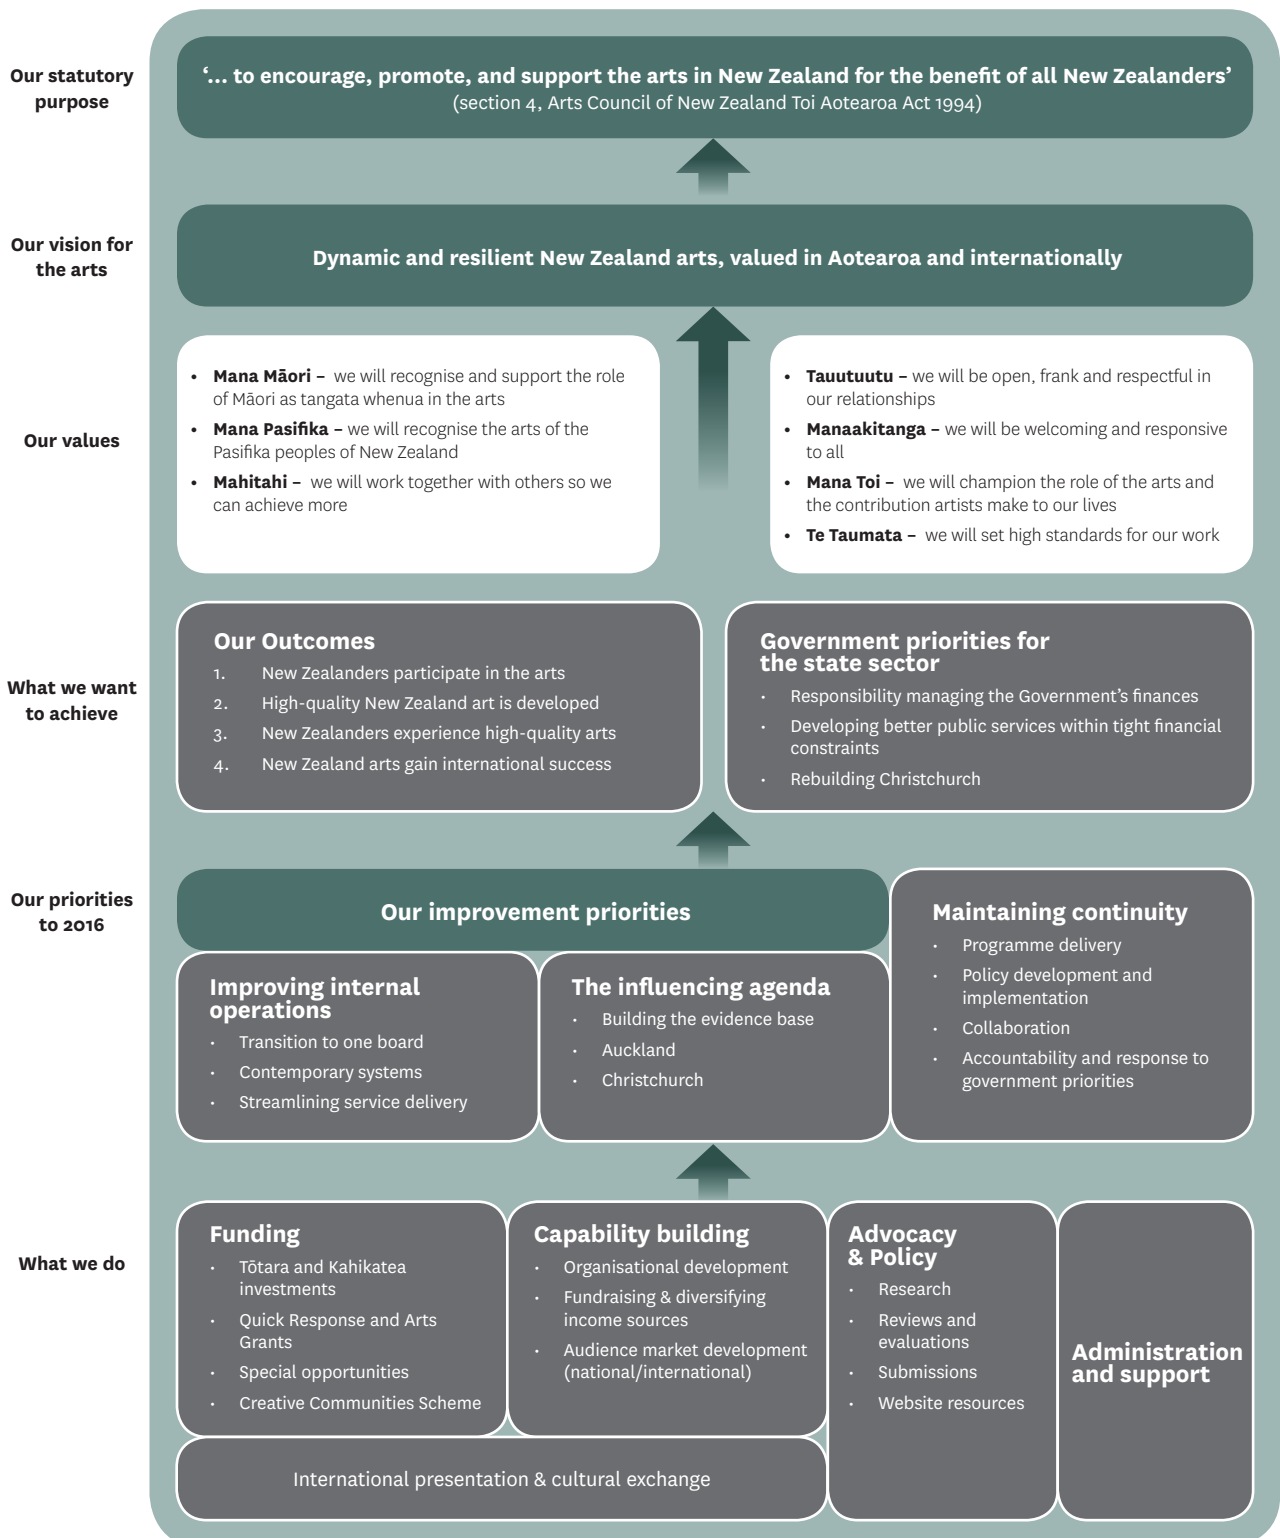 Our statutory
purpose
‘… to encourage, promote, and support the arts in New Zealand for the benefit of all New Zealanders’
(section 4, Arts Council of New Zealand Toi Aotearoa Act 1994)
Our vision for
the arts
Dynamic and resilient New Zealand arts, valued in Aotearoa and internationally
Our values
• Mana Māori – we will recognise and support the role
of Māori as tangata whenua in the arts
• Mana Pasifika – we will recognise the arts of the
Pasifika peoples of New Zealand
• Mahitahi – we will work together with others so we
can achieve more
• Tauutuutu – we will be open, frank and respectful in
our relationships
• Manaakitanga – we will be welcoming and responsive
to all
• Mana Toi – we will champion the role of the arts and
the contribution artists make to our lives
• Te Taumata – we will set high standards for our work
What we want
to achieve
Our Outcomes
1. New Zealanders participate in the arts
2. High-quality New Zealand art is developed
3. New Zealanders experience high-quality arts
4. New Zealand arts gain international success
Government priorities for
the state sector
• Responsibility managing the Government’s finances
• Developing better public services within tight financial
constraints
• Rebuilding Christchurch
Our priorities
to 2016
Our improvement priorities
Improving internal
operations
• Transition to one board
• Contemporary systems
• Streamlining service delivery
The influencing agenda
• Building the evidence base
• Auckland
• Christchurch
Maintaining continuity
• Programme delivery
• Policy development and
implementation
• Collaboration
• Accountability and response to
government priorities
What we do
Funding
• Tōtara and Kahikatea
investments
• Quick Response and Arts
Grants
• Special opportunities
• Creative Communities Scheme
Capability building
• Organisational development
• Fundraising & diversifying
income sources
• Audience market development
(national/international)
International presentation & cultural exchange
Advocacy
& Policy
• Research
• Reviews and
evaluations
• Submissions
• Website resources
Administration
and support